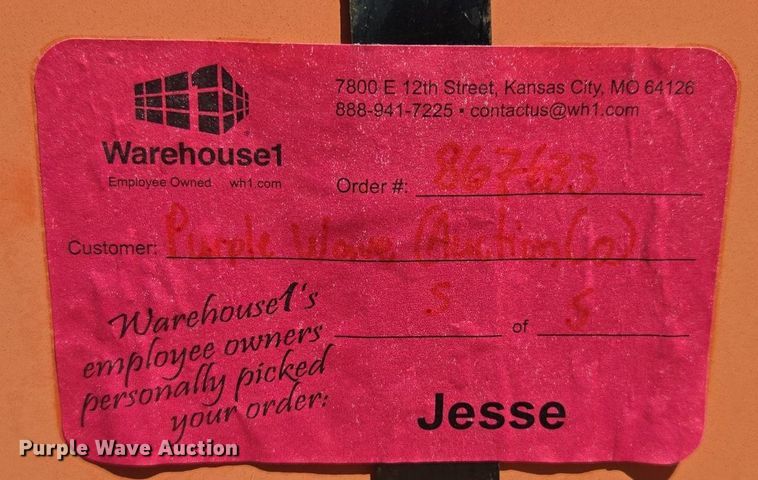 7800 E 12th Street, Kansas City, MO 64126
888-941-7225 • contactus@wh1.com
Warehouse1
Employee Owned wh1.com
Order #: 867633
Customer: Purple Wave (Auction)
5 of 5
Warehouse1's
employee owners
personally picked
your order:
Jesse
Purple Wave Auction